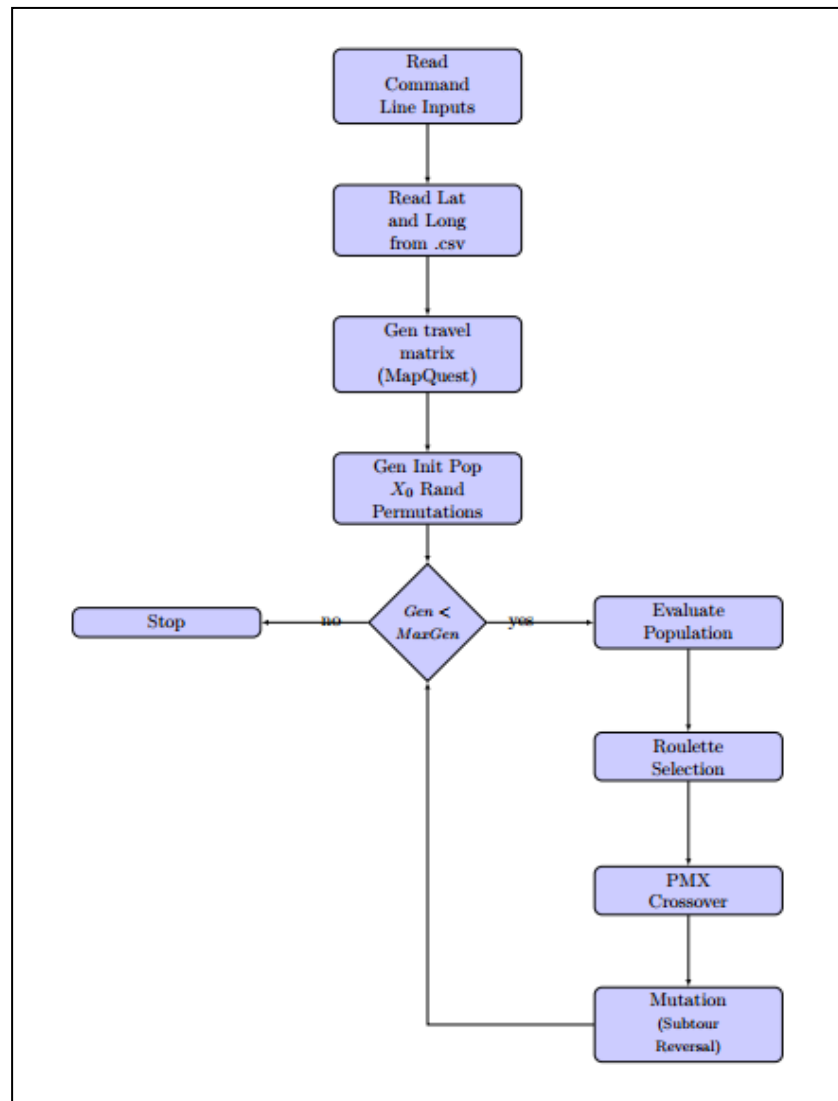 Read
Command
Line Inputs
Read Lat
and Long
from .csv
Gen travel
matrix
(MapQuest)
Gen Init Pop
X₀ Rand
Permutations
Gen <
MaxGen
no
Stop
yes
Evaluate
Population
Roulette
Selection
PMX
Crossover
Mutation
(Subtour
Reversal)